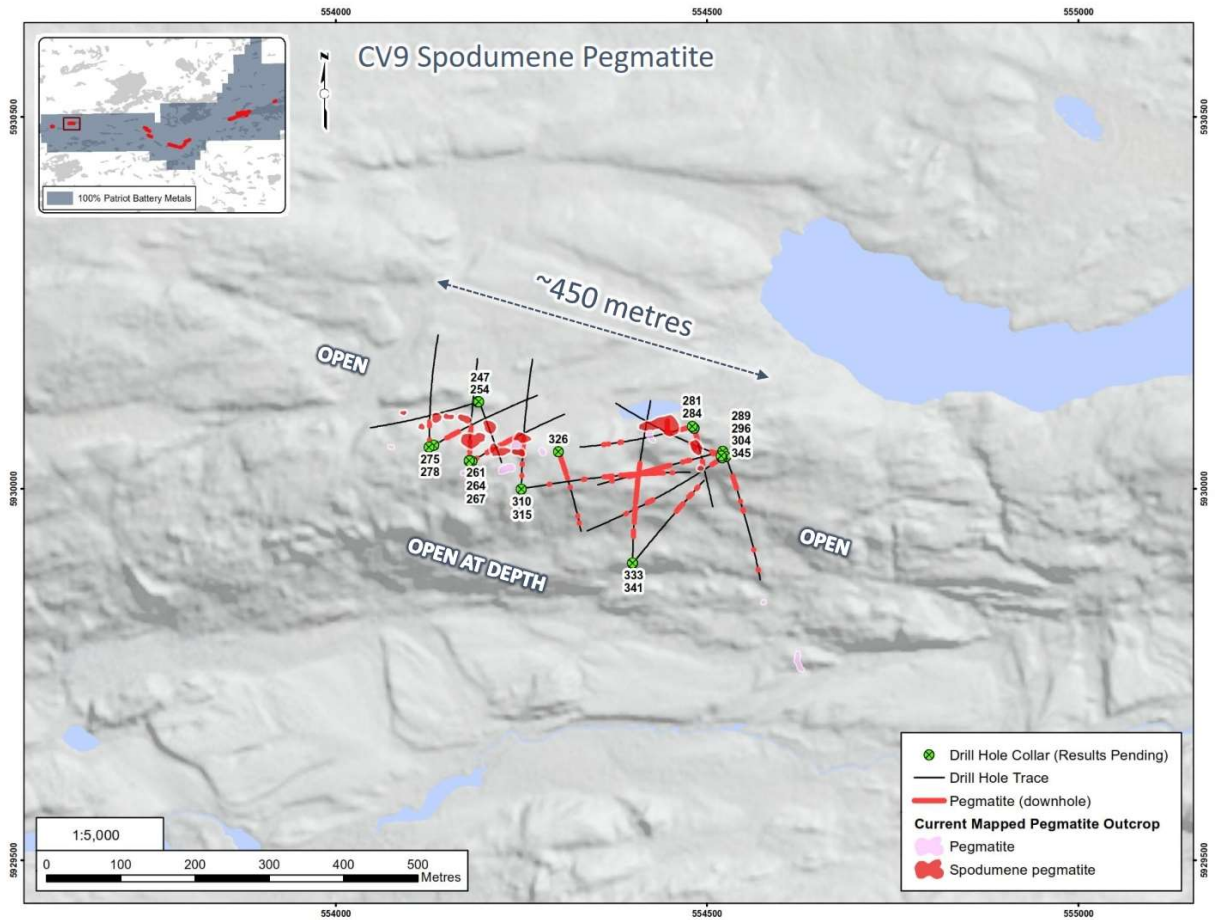 554000
554500
555000
CV9 Spodumene Pegmatite
N
100% Patriot Battery Metals
5930500
5930500
~450 metres
OPEN
247
254
281
284
289
296
304
345
326
275
278
261
264
267
310
315
5930000
5930000
OPEN
OPEN AT DEPTH
333
341
Drill Hole Collar (Results Pending)
Drill Hole Trace
Pegmatite (downhole)
Current Mapped Pegmatite Outcrop
Pegmatite
Spodumene pegmatite
1:5,000
0 100 200 300 400 500
Metres
5929500
5929500
554000
554500
555000